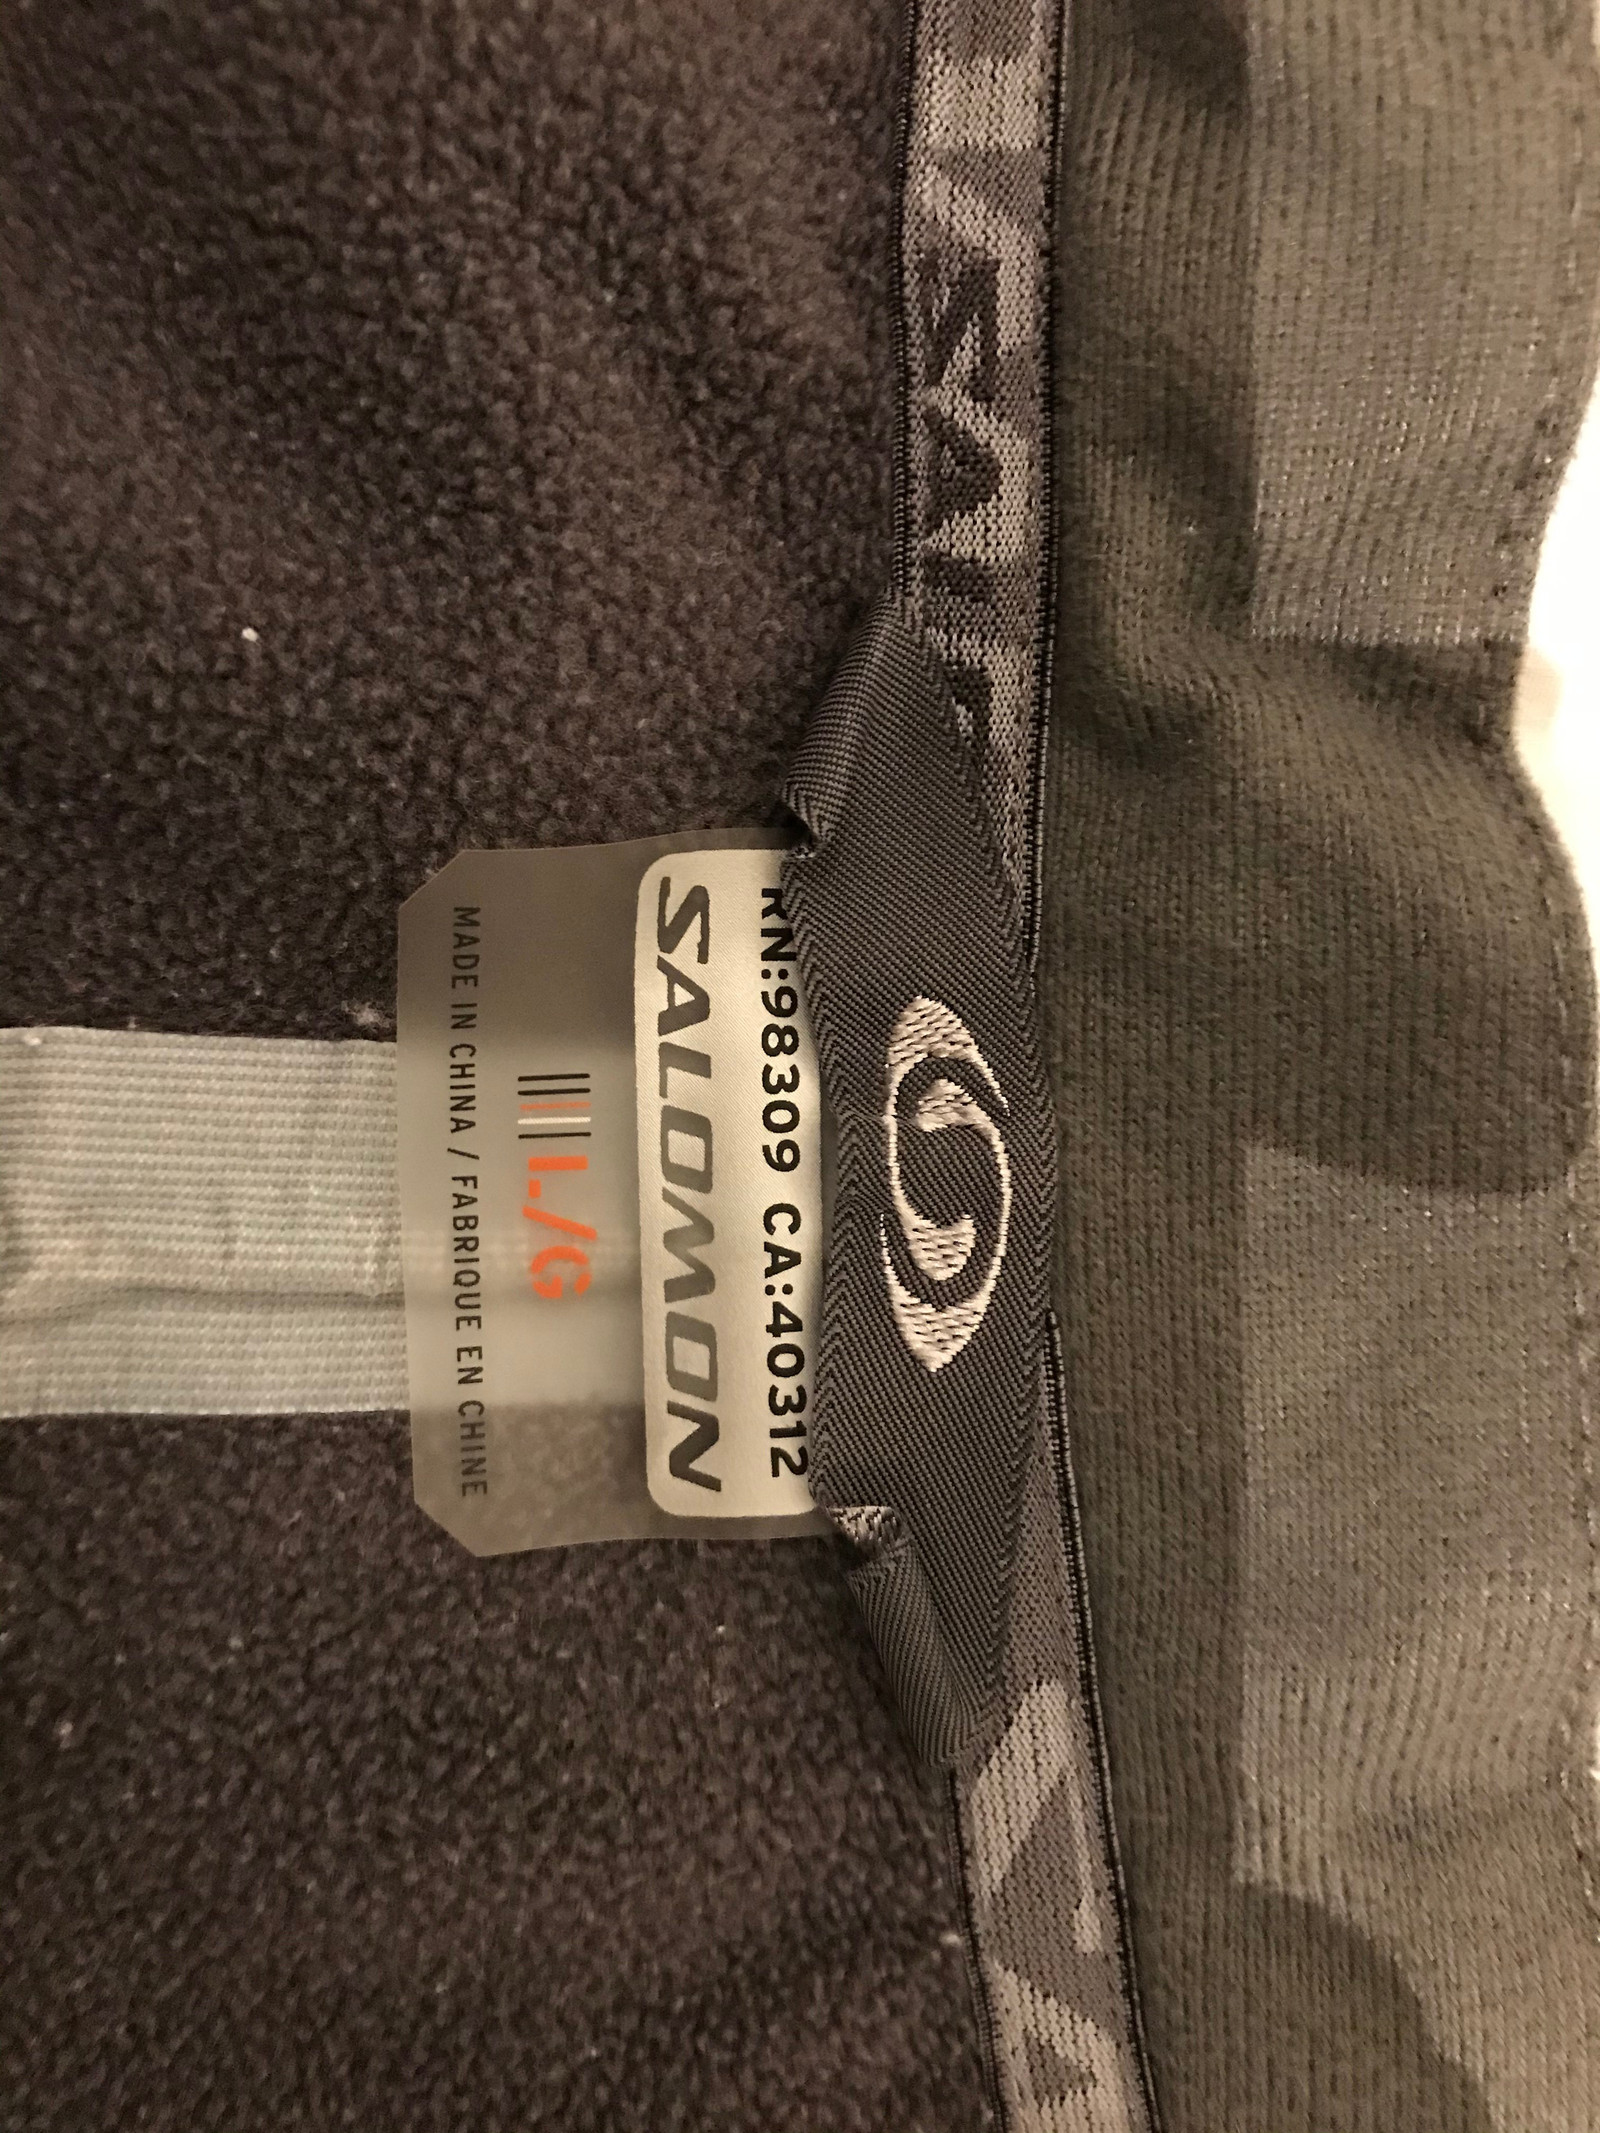 RN:98309 CA:40312
SALOMON
L/G
MADE IN CHINA / FABRIQUE EN CHINE